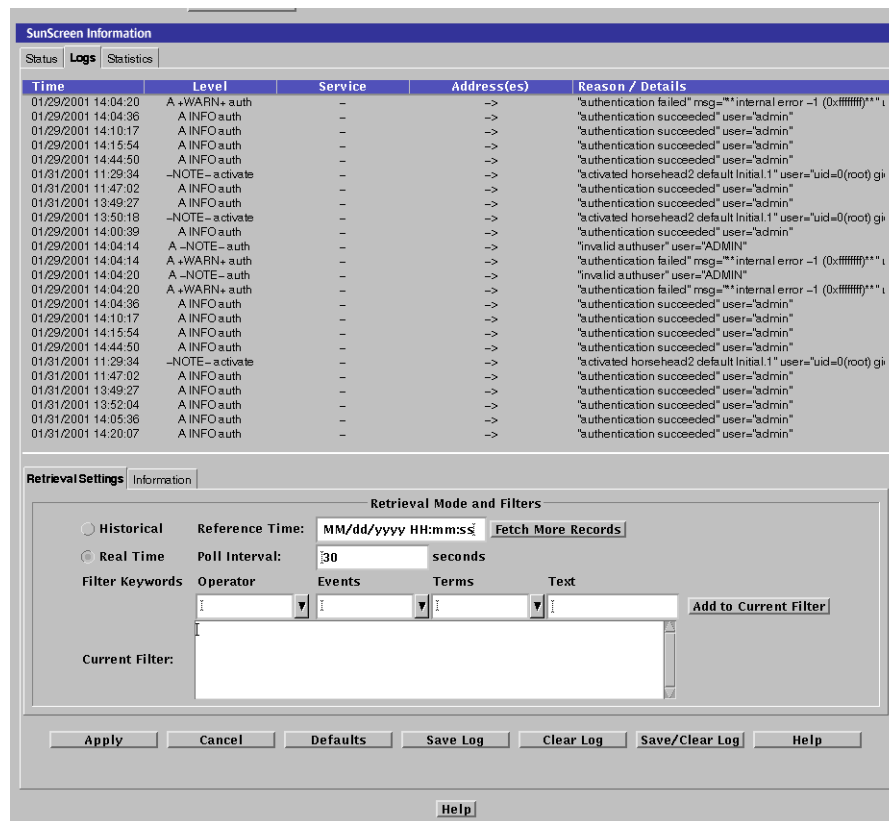 SunScreen Information
Status Logs Statistics
Time Level Service Address(es) Reason / Details
01/29/2001 14:04:20 A +WARN+ auth – –> "authentication failed" msg="** internal error –1 (0xffffffff)** " u
01/29/2001 14:04:36 A INFO auth – –> "authentication succeeded" user="admin"
01/29/2001 14:10:17 A INFO auth – –> "authentication succeeded" user="admin"
01/29/2001 14:15:54 A INFO auth – –> "authentication succeeded" user="admin"
01/29/2001 14:44:50 A INFO auth – –> "authentication succeeded" user="admin"
01/31/2001 11:29:34 –NOTE– activate – –> "activated horsehead2 default Initial.1" user="uid=0(root) gi
01/31/2001 11:47:02 A INFO auth – –> "authentication succeeded" user="admin"
01/31/2001 13:49:27 A INFO auth – –> "authentication succeeded" user="admin"
01/29/2001 13:50:18 –NOTE– activate – –> "activated horsehead2 default Initial.1" user="uid=0(root) gi
01/29/2001 14:00:39 A INFO auth – –> "authentication succeeded" user="admin"
01/29/2001 14:04:14 A –NOTE– auth – –> "invalid authuser" user="ADMIN"
01/29/2001 14:04:14 A +WARN+ auth – –> "authentication failed" msg="** internal error –1 (0xffffffff)** " u
01/29/2001 14:04:20 A –NOTE– auth – –> "invalid authuser" user="ADMIN"
01/29/2001 14:04:20 A +WARN+ auth – –> "authentication failed" msg="** internal error –1 (0xffffffff)** " u
01/29/2001 14:04:36 A INFO auth – –> "authentication succeeded" user="admin"
01/29/2001 14:10:17 A INFO auth – –> "authentication succeeded" user="admin"
01/29/2001 14:15:54 A INFO auth – –> "authentication succeeded" user="admin"
01/29/2001 14:44:50 A INFO auth – –> "authentication succeeded" user="admin"
01/31/2001 11:29:34 –NOTE– activate – –> "activated horsehead2 default Initial.1" user="uid=0(root) gi
01/31/2001 11:47:02 A INFO auth – –> "authentication succeeded" user="admin"
01/31/2001 13:49:27 A INFO auth – –> "authentication succeeded" user="admin"
01/31/2001 13:52:04 A INFO auth – –> "authentication succeeded" user="admin"
01/31/2001 14:05:36 A INFO auth – –> "authentication succeeded" user="admin"
01/31/2001 14:20:07 A INFO auth – –> "authentication succeeded" user="admin"
Retrieval Settings Information
Retrieval Mode and Filters
Historical Reference Time: MM/dd/yyyy HH:mm:ss Fetch More Records
Real Time Poll Interval: 30 seconds
Filter Keywords Operator Events Terms Text
Add to Current Filter
Current Filter:
Apply Cancel Defaults Save Log Clear Log Save/Clear Log Help
Help